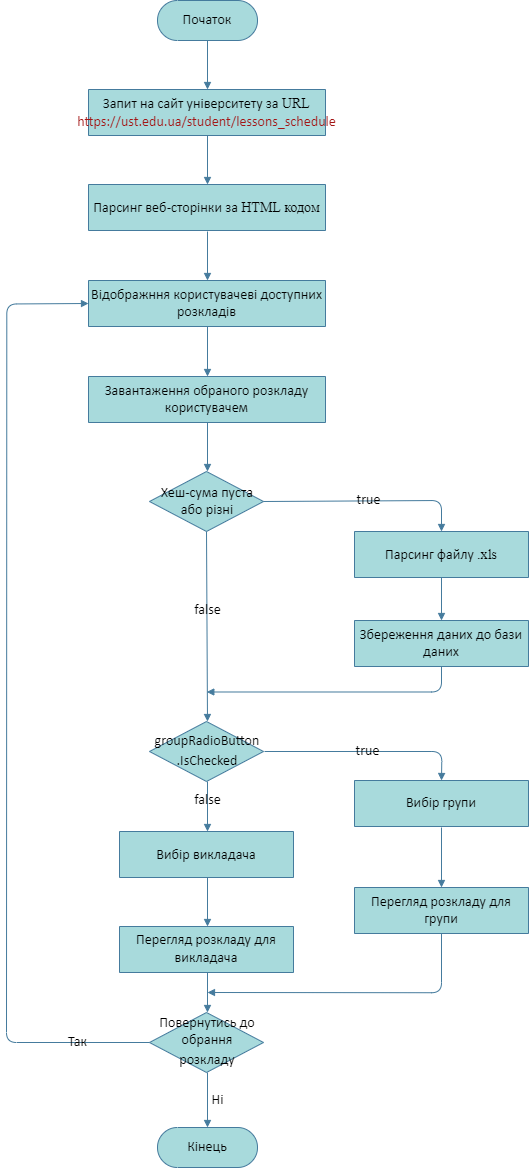 Початок
Запит на сайт університету за URL
https://ust.edu.ua/student/lessons_schedule
Парсинг веб-сторінки за HTML кодом
Відображння користувачеві доступних
розкладів
Завантаження обраного розкладу
користувачем
Хеш-сума пуста
або різні
true
Парсинг файлу .xls
false
Збереження даних до бази
даних
groupRadioButton
.IsChecked
true
false
Вибір групи
Вибір викладача
Перегляд розкладу для
групи
Перегляд розкладу для
викладача
Повернутись до
обрання
розкладу
Так
Ні
Кінець